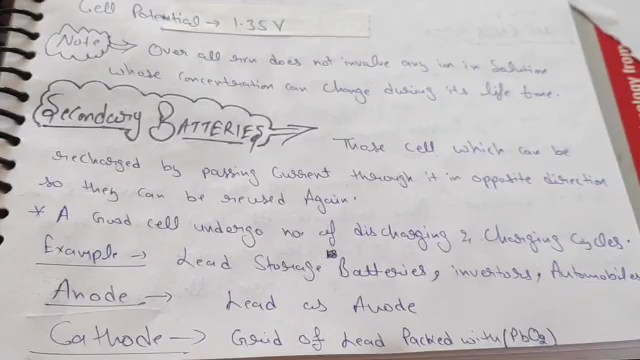 Cell Potential → 1.35 V
Note ⇒ Over all rxn does not involve any ion in Solution
whose concentration can change during its life time.
Secondary BATTERIES ⇒ Those cell which can be
recharged by passing current through it in opposite direction
so they can be reused Again.
* A Good cell undergo no of discharging & Charging Cycles.
Example → Lead Storage Batteries, invertors, Automobiles
Anode → Lead as Anode
Cathode → Grid of Lead Packed with (PbO2)